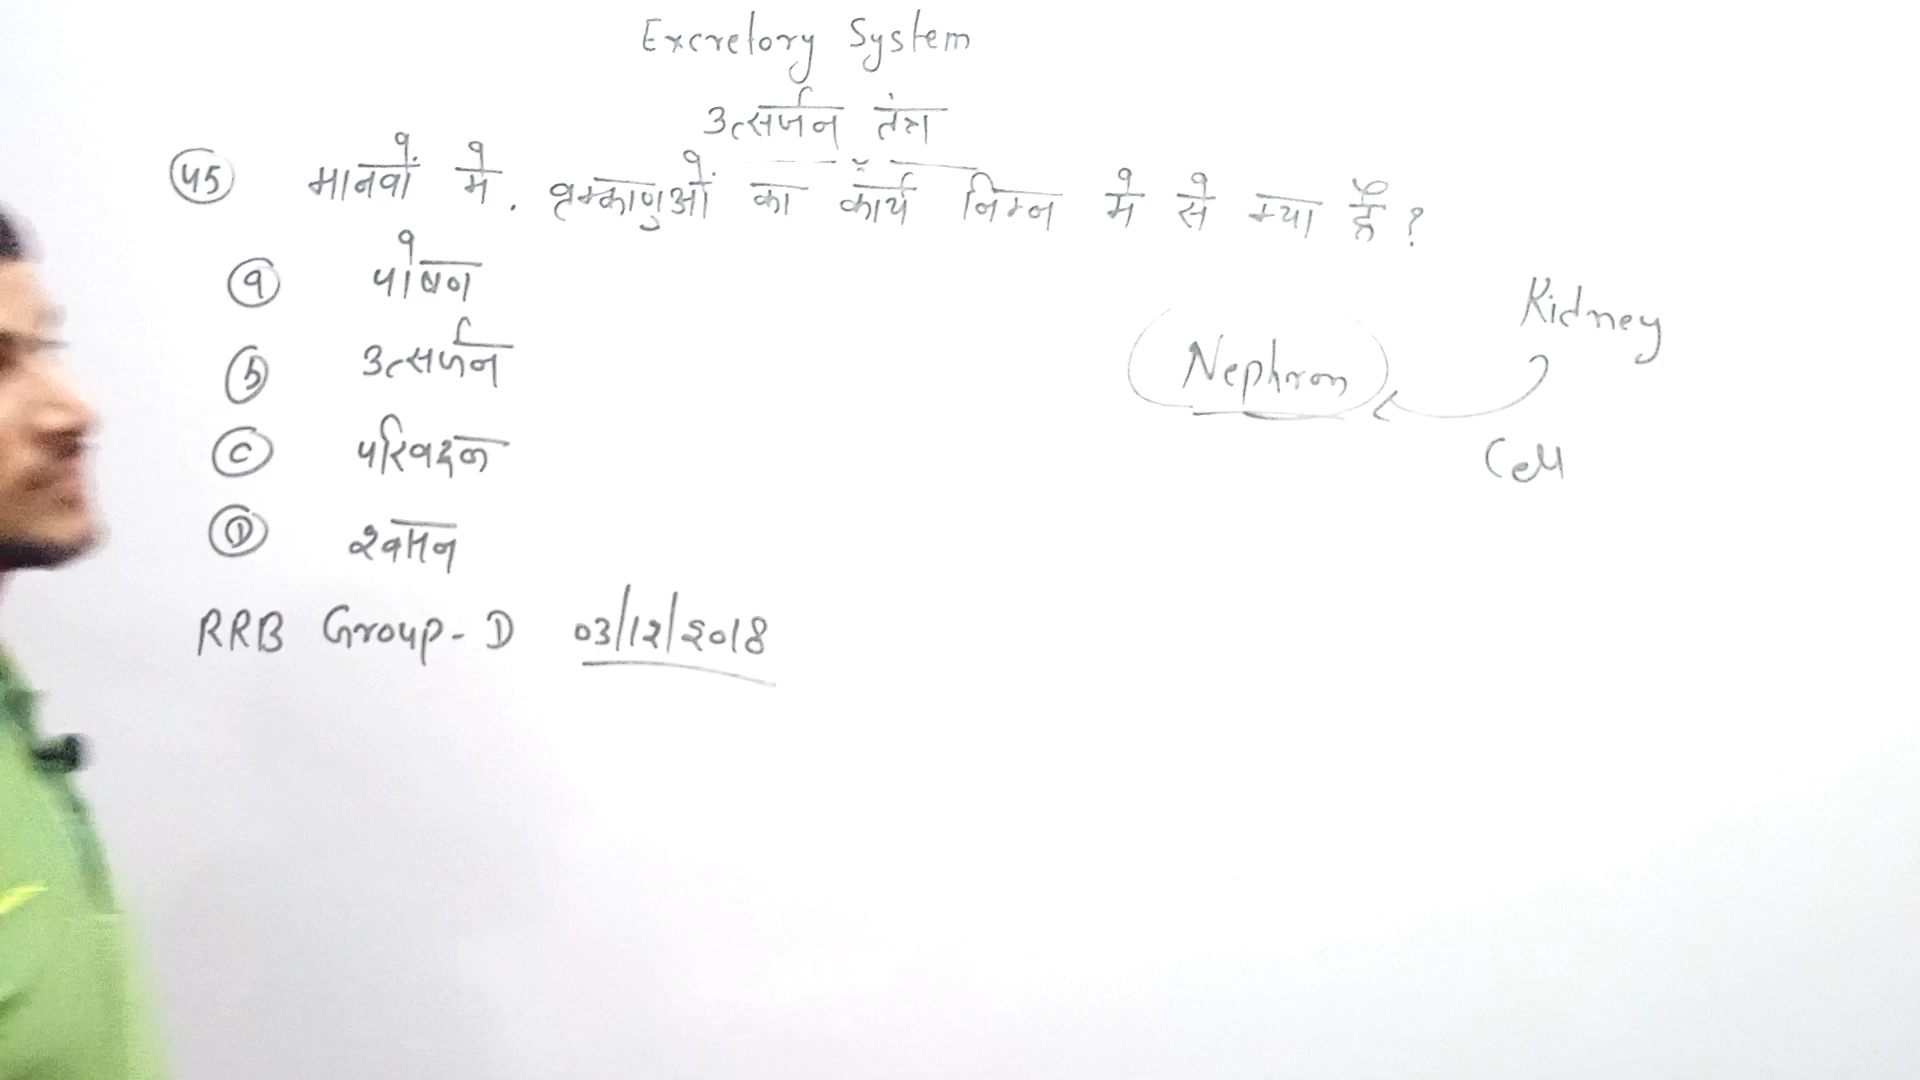 Excretory System
उत्सर्जन तंत्र
45 मानवों में, वृक्काणुओं का कार्य निम्न में से क्या है ?
a पोषण
b उत्सर्जन
c परिवहन
D श्वसन
RRB Group-D 03/12/2018
Kidney
Nephron
Cell